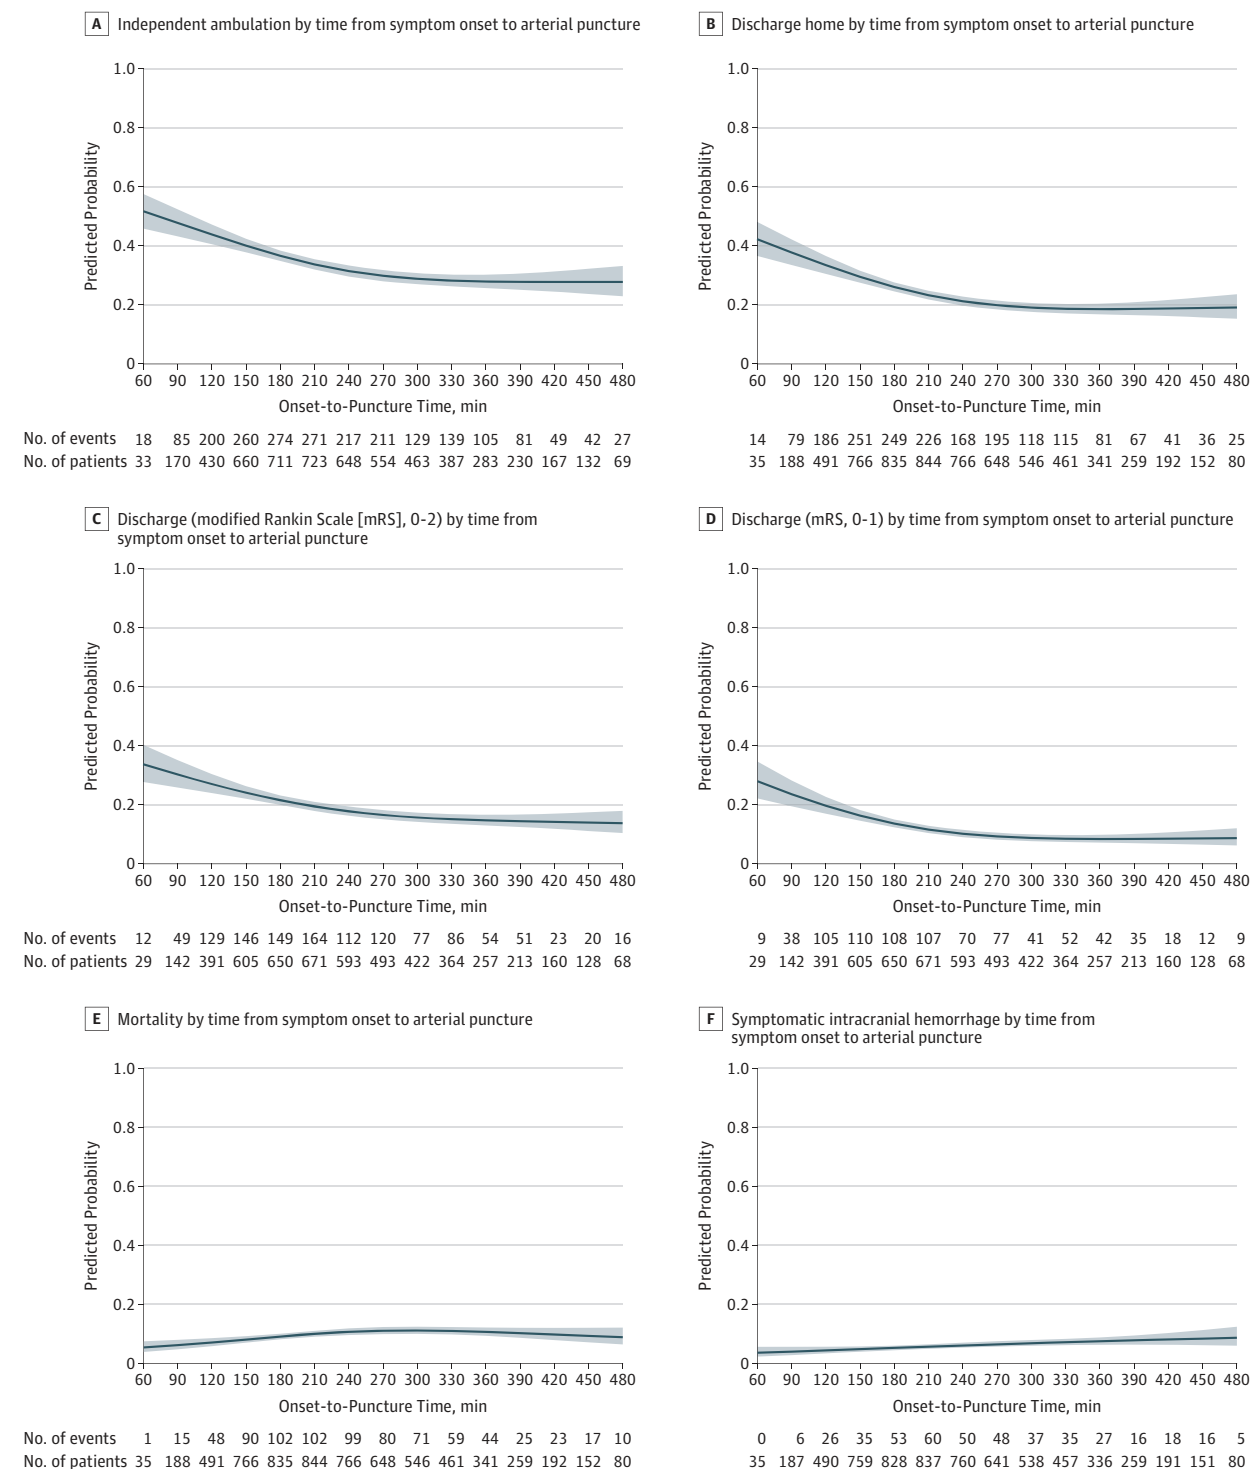 A Independent ambulation by time from symptom onset to arterial puncture
1.0
0.8
0.6
0.4
0.2
0
Predicted Probability
60 90 120 150 180 210 240 270 300 330 360 390 420 450 480
Onset-to-Puncture Time, min
No. of events 18 85 200 260 274 271 217 211 129 139 105 81 49 42 27
No. of patients 33 170 430 660 711 723 648 554 463 387 283 230 167 132 69
B Discharge home by time from symptom onset to arterial puncture
1.0
0.8
0.6
0.4
0.2
0
Predicted Probability
60 90 120 150 180 210 240 270 300 330 360 390 420 450 480
Onset-to-Puncture Time, min
14 79 186 251 249 226 168 195 118 115 81 67 41 36 25
35 188 491 766 835 844 766 648 546 461 341 259 192 152 80
C Discharge (modified Rankin Scale [mRS], 0-2) by time from
symptom onset to arterial puncture
1.0
0.8
0.6
0.4
0.2
0
Predicted Probability
60 90 120 150 180 210 240 270 300 330 360 390 420 450 480
Onset-to-Puncture Time, min
No. of events 12 49 129 146 149 164 112 120 77 86 54 51 23 20 16
No. of patients 29 142 391 605 650 671 593 493 422 364 257 213 160 128 68
D Discharge (mRS, 0-1) by time from symptom onset to arterial puncture
1.0
0.8
0.6
0.4
0.2
0
Predicted Probability
60 90 120 150 180 210 240 270 300 330 360 390 420 450 480
Onset-to-Puncture Time, min
9 38 105 110 108 107 70 77 41 52 42 35 18 12 9
29 142 391 605 650 671 593 493 422 364 257 213 160 128 68
E Mortality by time from symptom onset to arterial puncture
1.0
0.8
0.6
0.4
0.2
0
Predicted Probability
60 90 120 150 180 210 240 270 300 330 360 390 420 450 480
Onset-to-Puncture Time, min
No. of events 1 15 48 90 102 102 99 80 71 59 44 25 23 17 10
No. of patients 35 188 491 766 835 844 766 648 546 461 341 259 192 152 80
F Symptomatic intracranial hemorrhage by time from
symptom onset to arterial puncture
1.0
0.8
0.6
0.4
0.2
0
Predicted Probability
60 90 120 150 180 210 240 270 300 330 360 390 420 450 480
Onset-to-Puncture Time, min
0 6 26 35 53 60 50 48 37 35 27 16 18 16 5
35 187 490 759 828 837 760 641 538 457 336 259 191 151 80